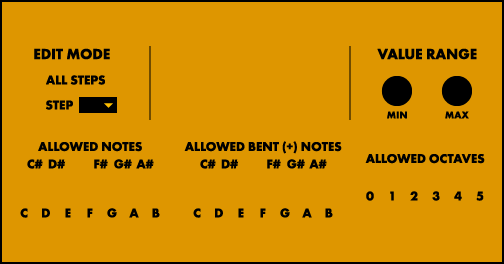 EDIT MODE
ALL STEPS
STEP
VALUE RANGE
MIN MAX
ALLOWED NOTES
C# D# F# G# A#
C D E F G A B
ALLOWED BENT (+) NOTES
C# D# F# G# A#
C D E F G A B
ALLOWED OCTAVES
0 1 2 3 4 5